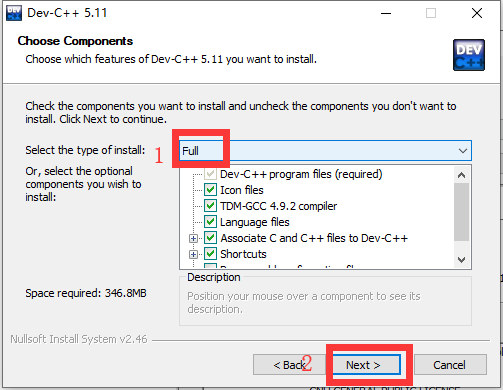 Dev-C++ 5.11
Choose Components
Choose which features of Dev-C++ 5.11 you want to install.
DEV
C++
Check the components you want to install and uncheck the components you don't want to
install. Click Next to continue.
Select the type of install:
1
Full
Or, select the optional
components you wish to
install:
Dev-C++ program files (required)
Icon files
TDM-GCC 4.9.2 compiler
Language files
Associate C and C++ files to Dev-C++
Shortcuts
Space required: 346.8MB
Description
Position your mouse over a component to see its
description.
Nullsoft Install System v2.46
< Back
2
Next >
Cancel
GNU GENERAL PUBLIC LICENSE